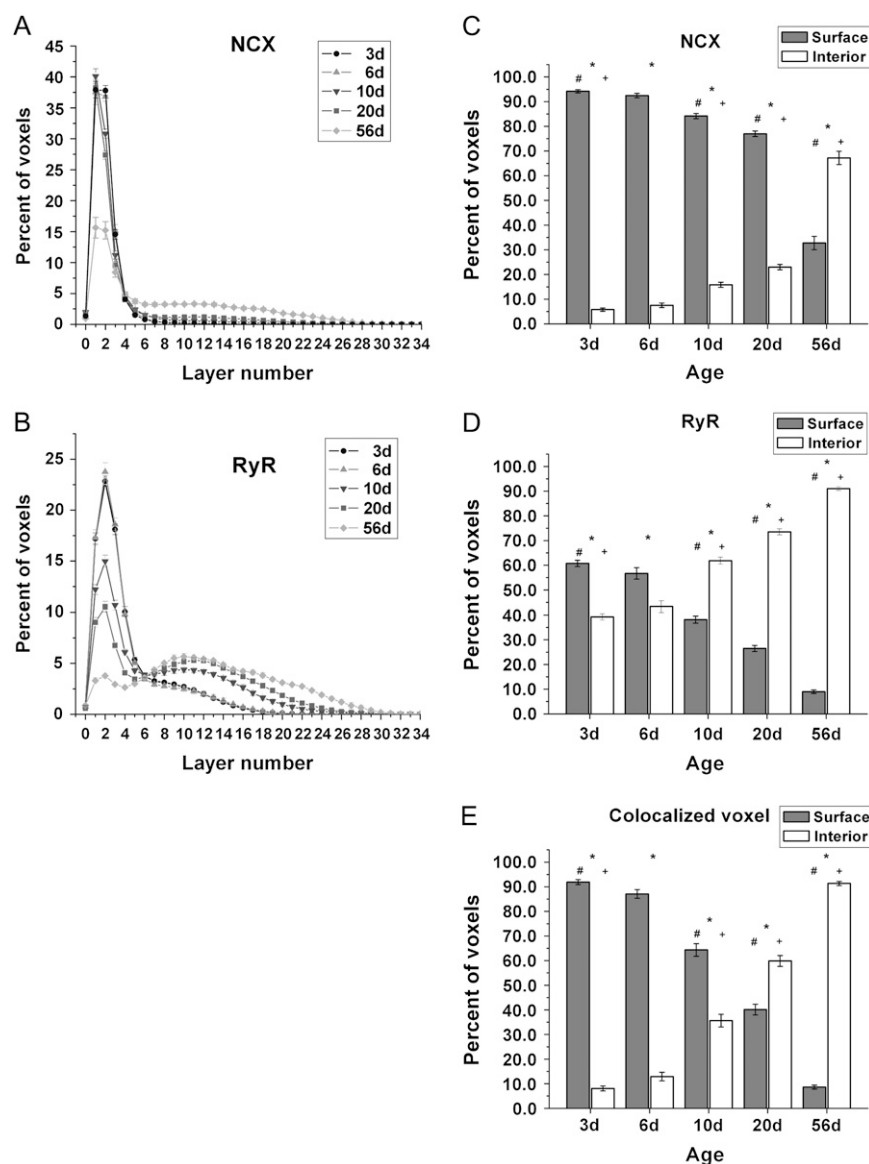 A
NCX
3d
6d
10d
20d
56d
45
40
35
30
25
20
15
10
5
0
Percent of voxels
0 2 4 6 8 10 12 14 16 18 20 22 24 26 28 30 32 34
Layer number
B
RyR
3d
6d
10d
20d
56d
25
20
15
10
5
0
Percent of voxels
0 2 4 6 8 10 12 14 16 18 20 22 24 26 28 30 32 34
Layer number
C
NCX
Surface
Interior
100.0
90.0
80.0
70.0
60.0
50.0
40.0
30.0
20.0
10.0
0.0
Percent of voxels
# * +
*
# * +
# * +
# * +
3d 6d 10d 20d 56d
Age
D
RyR
Surface
Interior
100.0
90.0
80.0
70.0
60.0
50.0
40.0
30.0
20.0
10.0
0.0
Percent of voxels
# * +
*
# * +
# * +
# * +
3d 6d 10d 20d 56d
Age
E
Colocalized voxel
Surface
Interior
100.0
90.0
80.0
70.0
60.0
50.0
40.0
30.0
20.0
10.0
0.0
Percent of voxels
# * +
*
# * +
# * +
# * +
3d 6d 10d 20d 56d
Age